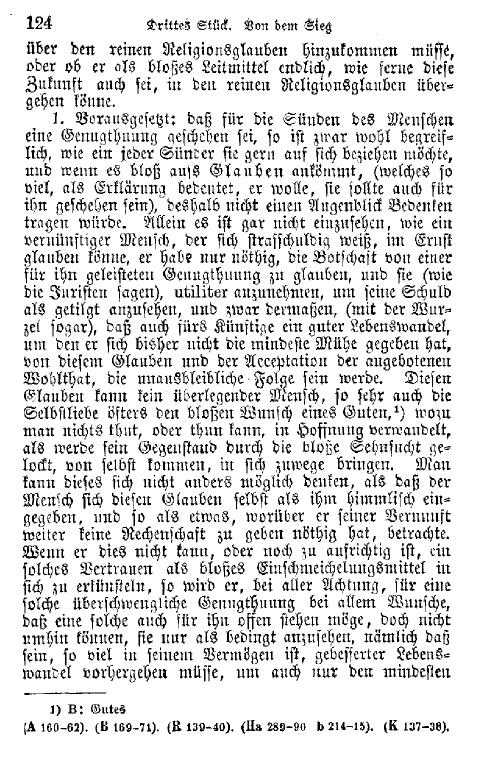 124 Drittes Stück. Von dem Sieg
über den reinen Religionsglauben hinzukommen müsse,
oder ob er als bloßes Leitmittel endlich, wie ferne diese
Zukunft auch sei, in den reinen Religionsglauben über-
gehen könne.
1. Vorausgesetzt: daß für die Sünden des Menschen
eine Genugthnung geschehen sei, so ist zwar wohl begreif-
lich, wie ein jeder Sünder sie gern auf sich beziehen möchte,
und wenn es bloß aufs Glauben ankömmt, (welches so
viel, als Erklärung bedeutet, er wolle, sie sollte auch für
ihn geschehen sein), deshalb nicht einen Augenblick Bedenken
tragen würde. Allein es ist gar nicht einzusehen, wie ein
vernünftiger Mensch, der sich strafschuldig weiß, im Ernst
glauben könne, er habe nur nöthig, die Botschaft von einer
für ihn geleisteten Genugthuung zu glauben, und sie (wie
die Juristen sagen), utiliter anzunehmen, um seine Schuld
als getilgt anzusehen, und zwar dermaßen, (mit der Wur-
zel sogar), daß auch fürs Künftige ein guter Lebenswandel,
um den er sich bisher nicht die mindeste Mühe gegeben hat,
von diesem Glauben und der Acceptation der angebotenen
Wohlthat, die unausbleibliche Folge sein werde. Diesen
Glauben kann kein überlegender Mensch, so sehr auch die
Selbstliebe öfters den bloßen Wunsch eines Guten,¹) wozu
man nichts thut, oder thun kann, in Hoffnung verwandelt,
als werde sein Gegenstand durch die bloße Sehnsucht ge-
lockt, von selbst kommen, in sich zuwege bringen. Man
kann dieses sich nicht anders möglich denken, als daß der
Mensch sich diesen Glauben selbst als ihm himmlisch ein-
gegeben, und so als etwas, worüber er seiner Vernunft
weiter keine Rechenschaft zu geben nöthig hat, betrachte.
Wenn er dies nicht kann, oder noch zu aufrichtig ist, ein
solches Vertrauen als bloßes Einschmeichelungsmittel in
sich zu erkünsteln, so wird er, bei aller Achtung, für eine
solche überschwengliche Genugthuung bei allem Wunsche,
daß eine solche auch für ihn offen stehen möge, doch nicht
umhin können, sie nur als bedingt anzusehen, nämlich daß
sein, so viel in seinem Vermögen ist, gebesserter Lebens-
wandel vorhergehen müsse, um auch nur den mindesten
1) B: Gutes
(A 160-62). (B 169-71). (R 139-40). (Ha 289-90 b 214-15). (K 137-38).